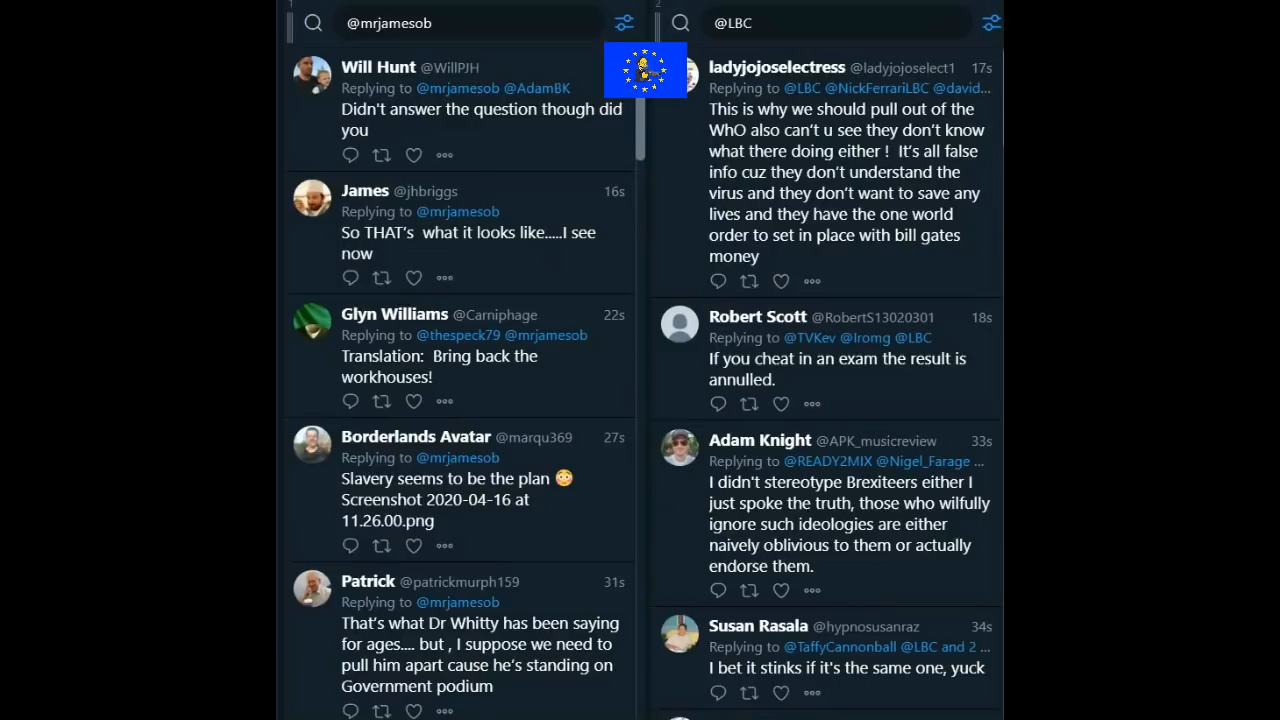 1
@mrjamesob
Will Hunt @WillPJH
Replying to @mrjamesob @AdamBK
Didn't answer the question though did
you
James @jhbriggs 16s
Replying to @mrjamesob
So THAT's what it looks like.....I see
now
Glyn Williams @Carniphage 22s
Replying to @thespeck79 @mrjamesob
Translation: Bring back the
workhouses!
Borderlands Avatar @marqu369 27s
Replying to @mrjamesob
Slavery seems to be the plan 😳
Screenshot 2020-04-16 at
11.26.00.png
Patrick @patrickmurph159 31s
Replying to @mrjamesob
That's what Dr Whitty has been saying
for ages.... but , I suppose we need to
pull him apart cause he's standing on
Government podium
2
@LBC
ladyjojoselectress @ladyjojoselect1 17s
Replying to @LBC @NickFerrariLBC @david...
This is why we should pull out of the
WhO also can't u see they don't know
what there doing either ! It's all false
info cuz they don't understand the
virus and they don't want to save any
lives and they have the one world
order to set in place with bill gates
money
Robert Scott @RobertS13020301 18s
Replying to @TVKev @Iromg @LBC
If you cheat in an exam the result is
annulled.
Adam Knight @APK_musicreview 33s
Replying to @READY2MIX @Nigel_Farage ...
I didn't stereotype Brexiteers either I
just spoke the truth, those who wilfully
ignore such ideologies are either
naively oblivious to them or actually
endorse them.
Susan Rasala @hypnosusanraz 34s
Replying to @TaffyCannonball @LBC and 2 ...
I bet it stinks if it's the same one, yuck